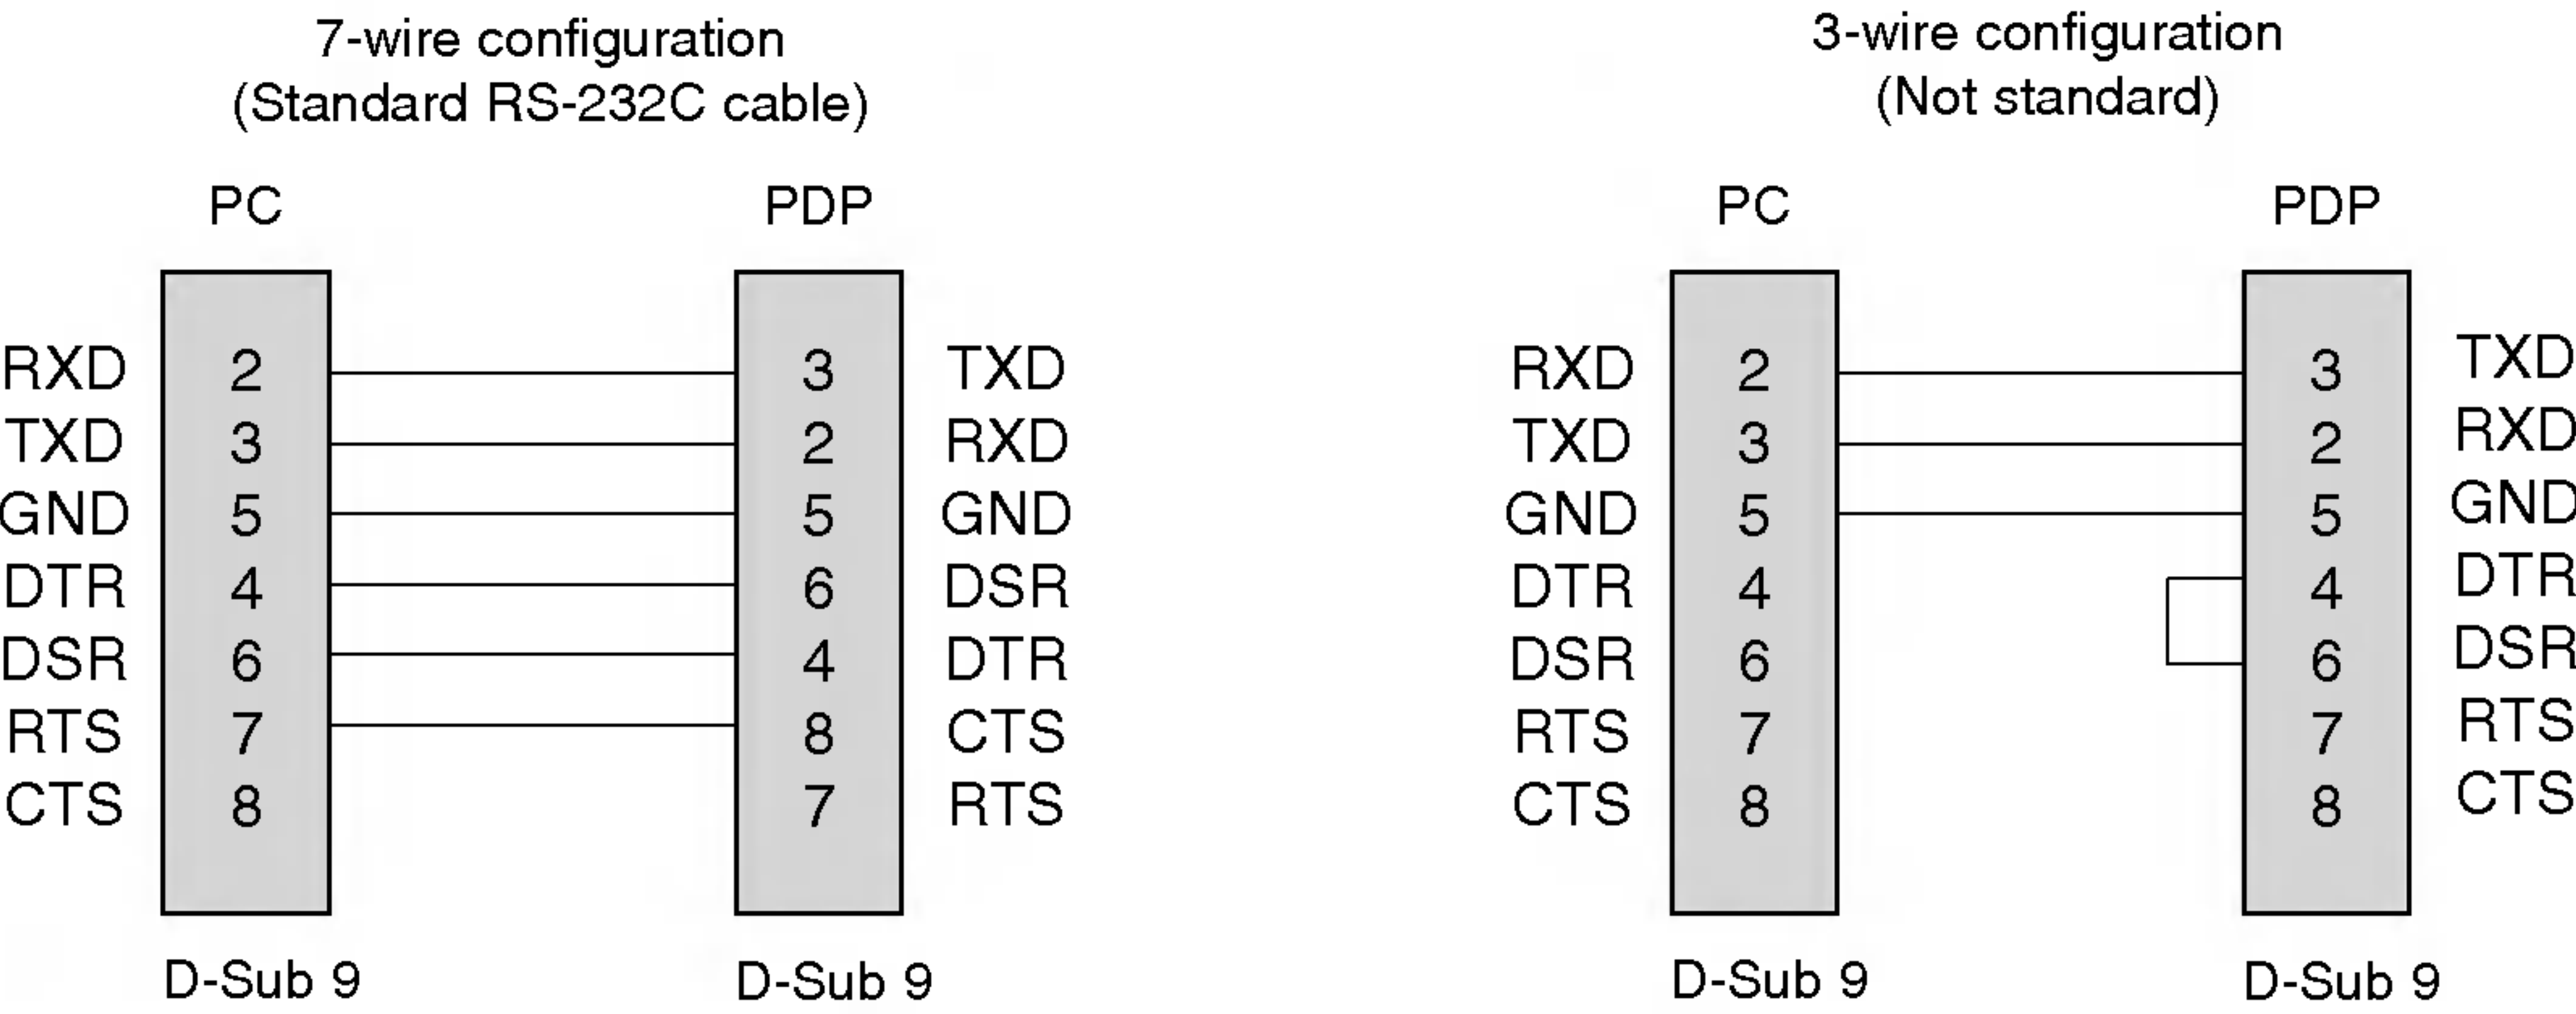 7-wire configuration
(Standard RS-232C cable)
PC PDP
RXD 2 3 TXD
TXD 3 2 RXD
GND 5 5 GND
DTR 4 6 DSR
DSR 6 4 DTR
RTS 7 8 CTS
CTS 8 7 RTS
D-Sub 9 D-Sub 9
3-wire configuration
(Not standard)
PC PDP
RXD 2 3 TXD
TXD 3 2 RXD
GND 5 5 GND
DTR 4 4 DTR
DSR 6 6 DSR
RTS 7 7 RTS
CTS 8 8 CTS
D-Sub 9 D-Sub 9